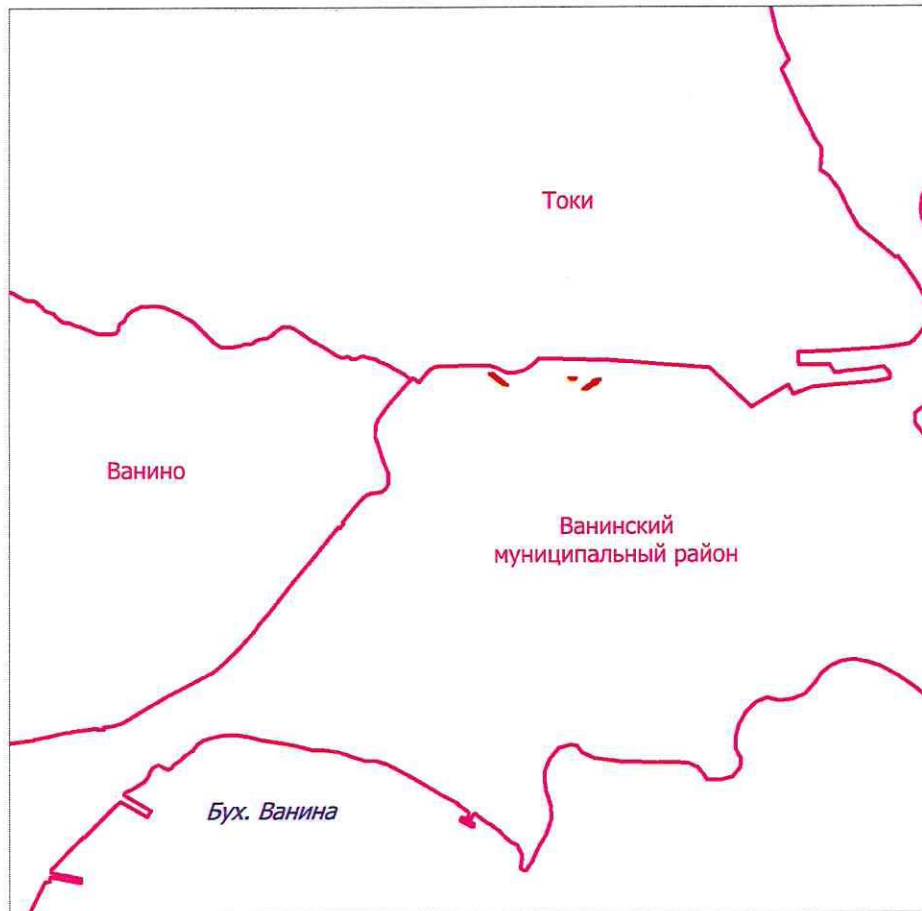 Токи
Ванино
Ванинский
муниципальный район
Бух. Ванина